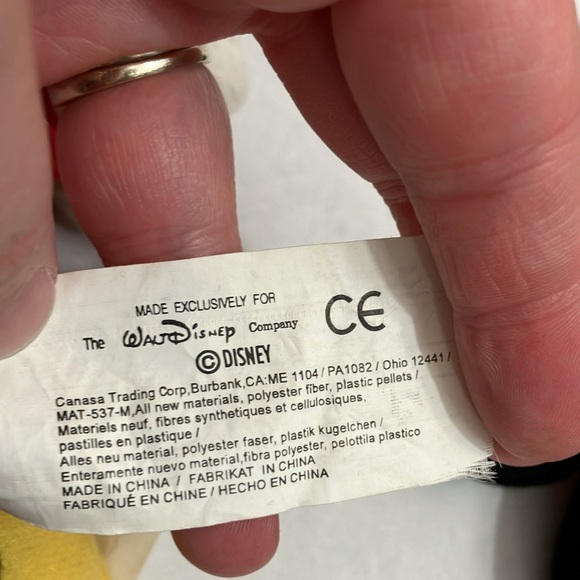 MADE EXCLUSIVELY FOR
The WALT DISNEY Company
CE
© DISNEY
Canasa Trading Corp,Burbank,CA:ME 1104 / PA1082 / Ohio 12441 /
MAT-537-M,All new materials, polyester fiber, plastic pellets /
Materiels neuf, fibres synthetiques et cellulosiques,
pastilles en plastique /
Alles neu material, polyester faser, plastik kugelchen /
Enteramente nuevo material,fibra polyester, pelottila plastico
MADE IN CHINA / FABRIKAT IN CHINA
FABRIQUÉ EN CHINE / HECHO EN CHINA